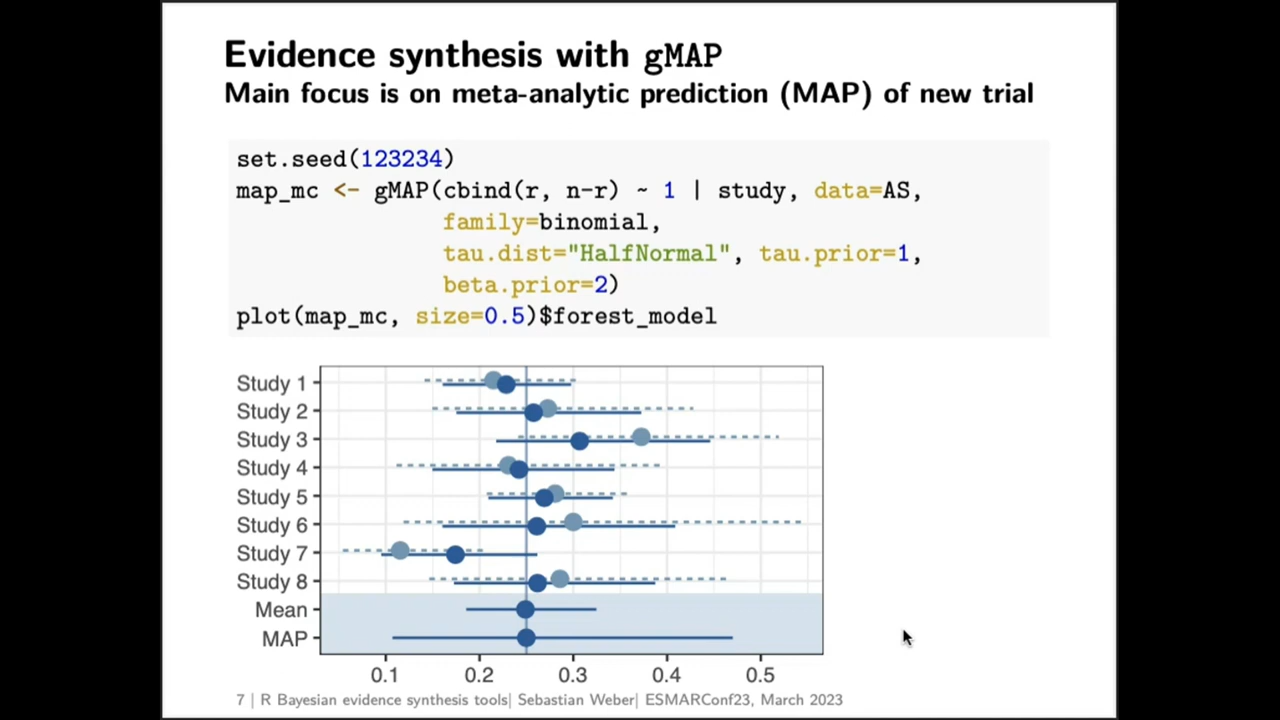 Evidence synthesis with gMAP
Main focus is on meta-analytic prediction (MAP) of new trial
set.seed(123234)
map_mc <- gMAP(cbind(r, n-r) ~ 1 | study, data=AS,
family=binomial,
tau.dist="HalfNormal", tau.prior=1,
beta.prior=2)
plot(map_mc, size=0.5)$forest_model
Study 1
Study 2
Study 3
Study 4
Study 5
Study 6
Study 7
Study 8
Mean
MAP
0.1 0.2 0.3 0.4 0.5
7 | R Bayesian evidence synthesis tools| Sebastian Weber| ESMARConf23, March 2023